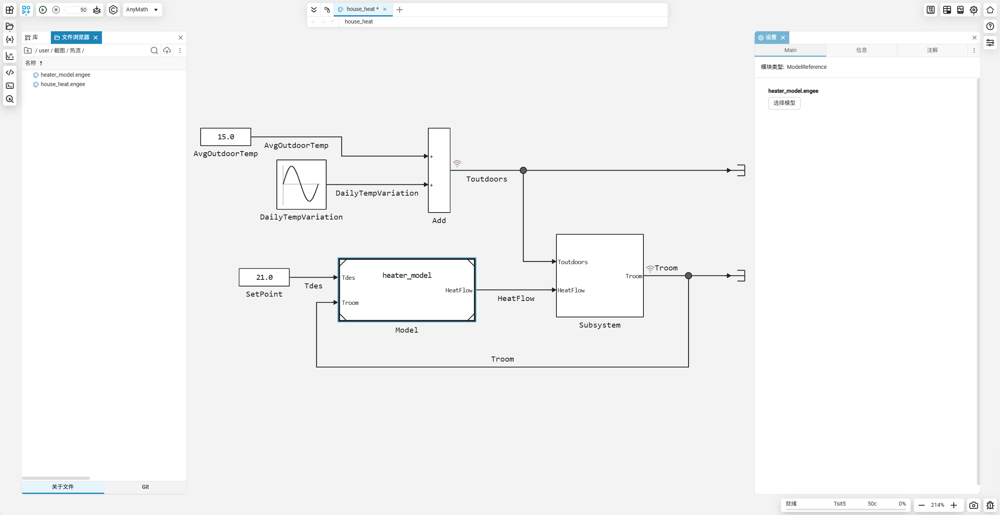 50
AnyMath
house_heat *
house_heat
库
文件浏览器
/ user / 截图 / 热流 /
名称 ↑
heater_model.engee
house_heat.engee
关于文件
Git
15.0
AvgOutdoorTemp
AvgOutdoorTemp
DailyTempVariation
DailyTempVariation
+
+
Add
Toutdoors
21.0
SetPoint
Tdes
Tdes
Troom
heater_model
HeatFlow
Model
HeatFlow
Toutdoors
HeatFlow
Troom
Subsystem
Troom
Troom
设置
Main
信息
注解
模块类型: ModelReference
heater_model.engee
选择模型
就绪
Tsit5
50c
0%
214%